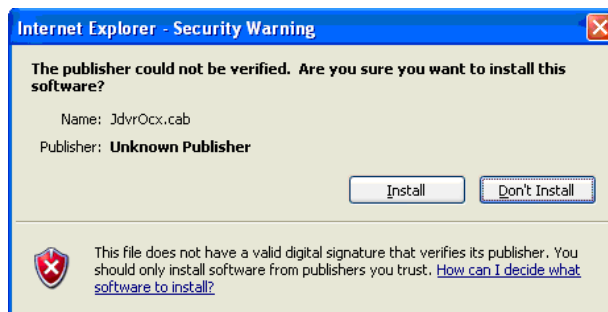 Internet Explorer - Security Warning
The publisher could not be verified.  Are you sure you want to install this
software?
Name: JdvrOcx.cab
Publisher: Unknown Publisher
Install
Don't Install
This file does not have a valid digital signature that verifies its publisher. You
should only install software from publishers you trust. How can I decide what
software to install?